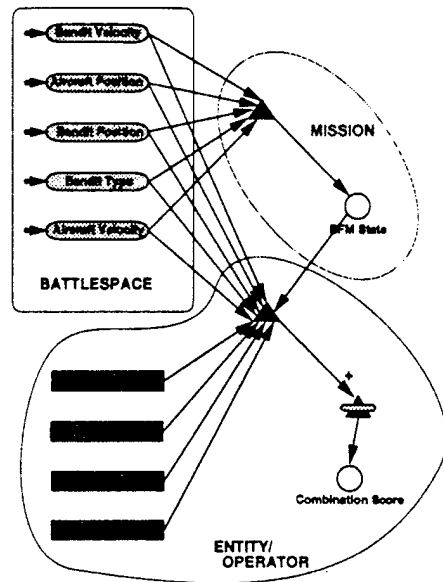 Bandit Velocity
Aircraft Position
Bandit Position
Bandit Type
Aircraft Velocity
BATTLESPACE
MISSION
BFM State
+
Combination Score
ENTITY/
OPERATOR